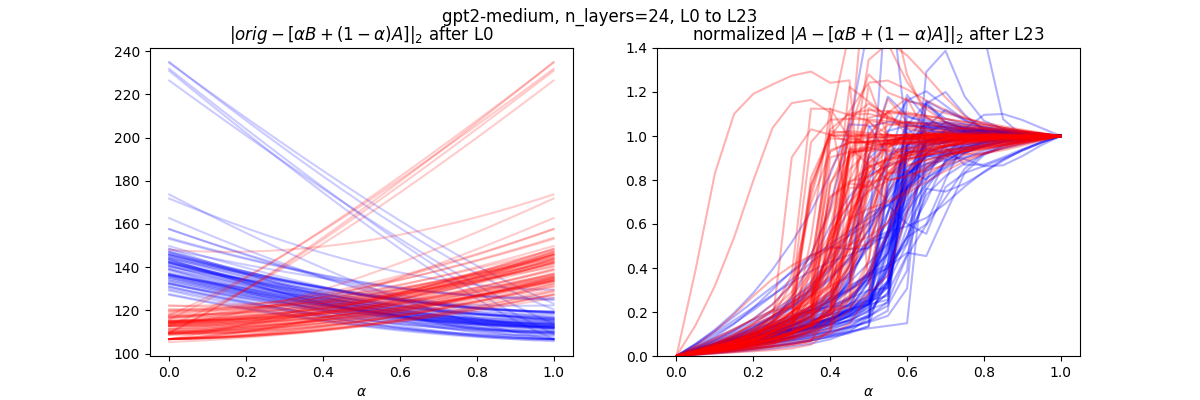 gpt2-medium, n_layers=24, L0 to L23
|orig − [αB + (1 − α)A]|₂ after L0
normalized |A − [αB + (1 − α)A]|₂ after L23
240
220
200
180
160
140
120
100
0.0 0.2 0.4 0.6 0.8 1.0
α
1.4
1.2
1.0
0.8
0.6
0.4
0.2
0.0
0.0 0.2 0.4 0.6 0.8 1.0
α